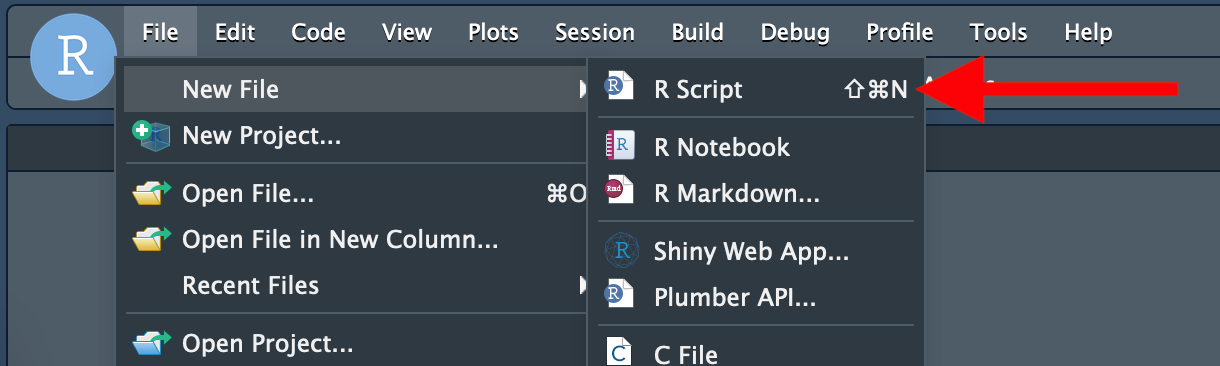 R File Edit Code View Plots Session Build Debug Profile Tools Help
New File
New Project...
Open File... ⌘O
Open File in New Column...
Recent Files
Open Project...
R R Script ⇧⌘N
R R Notebook
Rmd R Markdown...
R Shiny Web App...
R Plumber API...
C C File